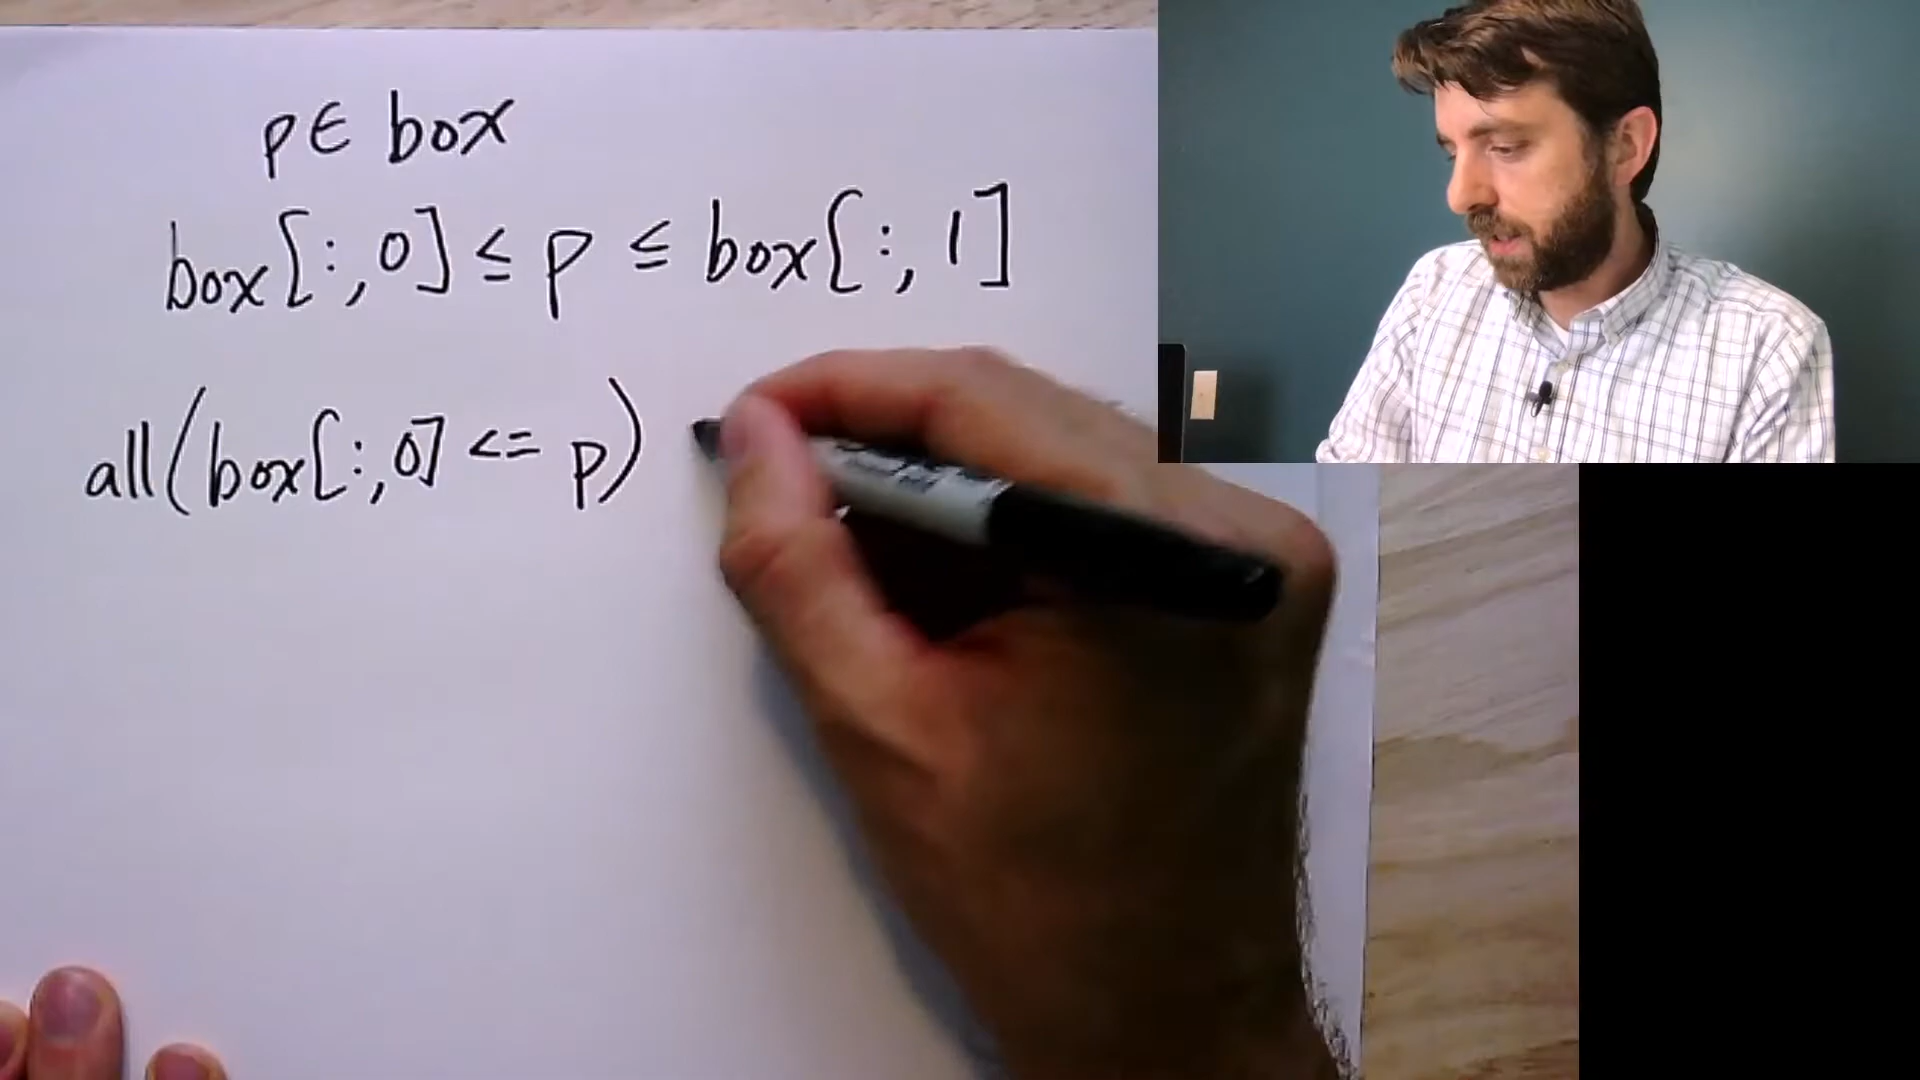 p∈ box
box[:,0] ≤ p ≤ box[:, 1]
all(box[:,0] <= p)